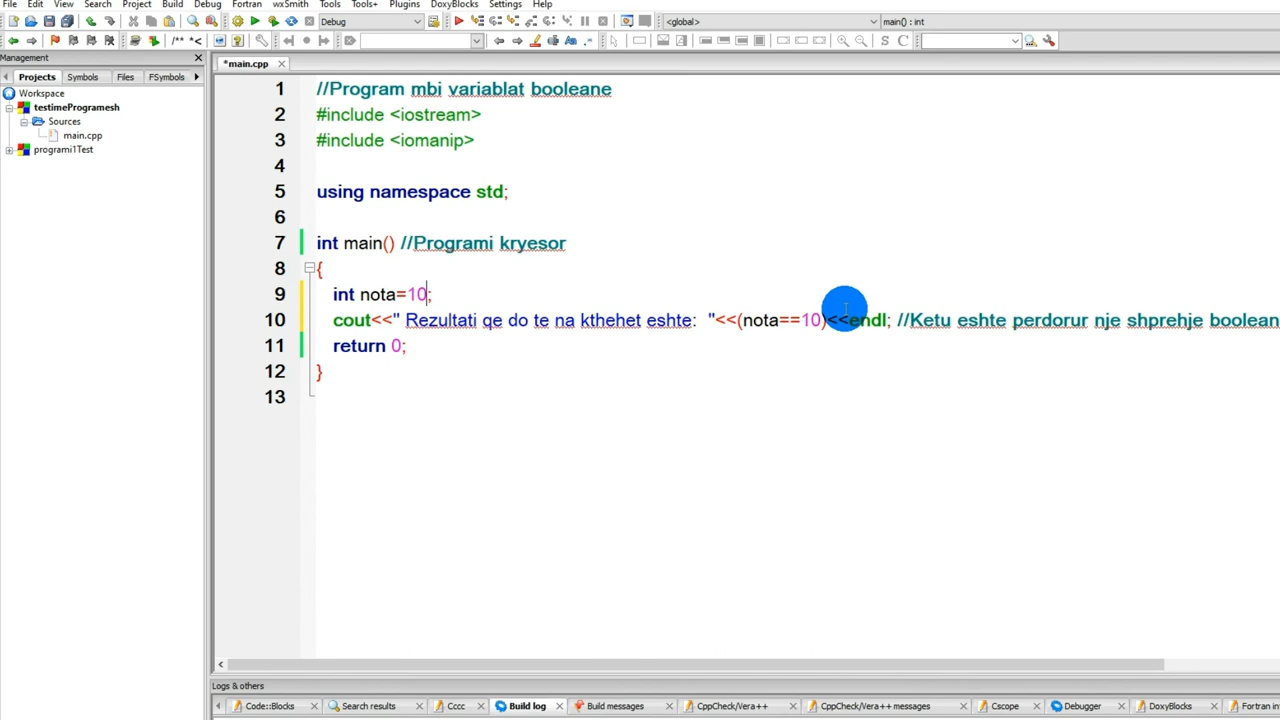 File Edit View Search Project Build Debug Fortran wxSmith Tools Tools+ Plugins DoxyBlocks Settings Help
Debug <global> main() : int
/** *<
S C
Management
Projects Symbols Files FSymbols
*main.cpp
Workspace
testimeProgramesh
Sources
main.cpp
programi1Test
1 //Program mbi variablat booleane
2 #include <iostream>
3 #include <iomanip>
4
5 using namespace std;
6
7 int main() //Programi kryesor
8 {
9 int nota=10;
10 cout<<" Rezultati qe do te na kthehet eshte:  "<<(nota==10)<<endl; //Ketu eshte perdorur nje shprehje boolean
11 return 0;
12 }
13
Logs & others
Code::Blocks Search results Cccc Build log Build messages CppCheck/Vera++ CppCheck/Vera++ messages Cscope Debugger DoxyBlocks Fortran in